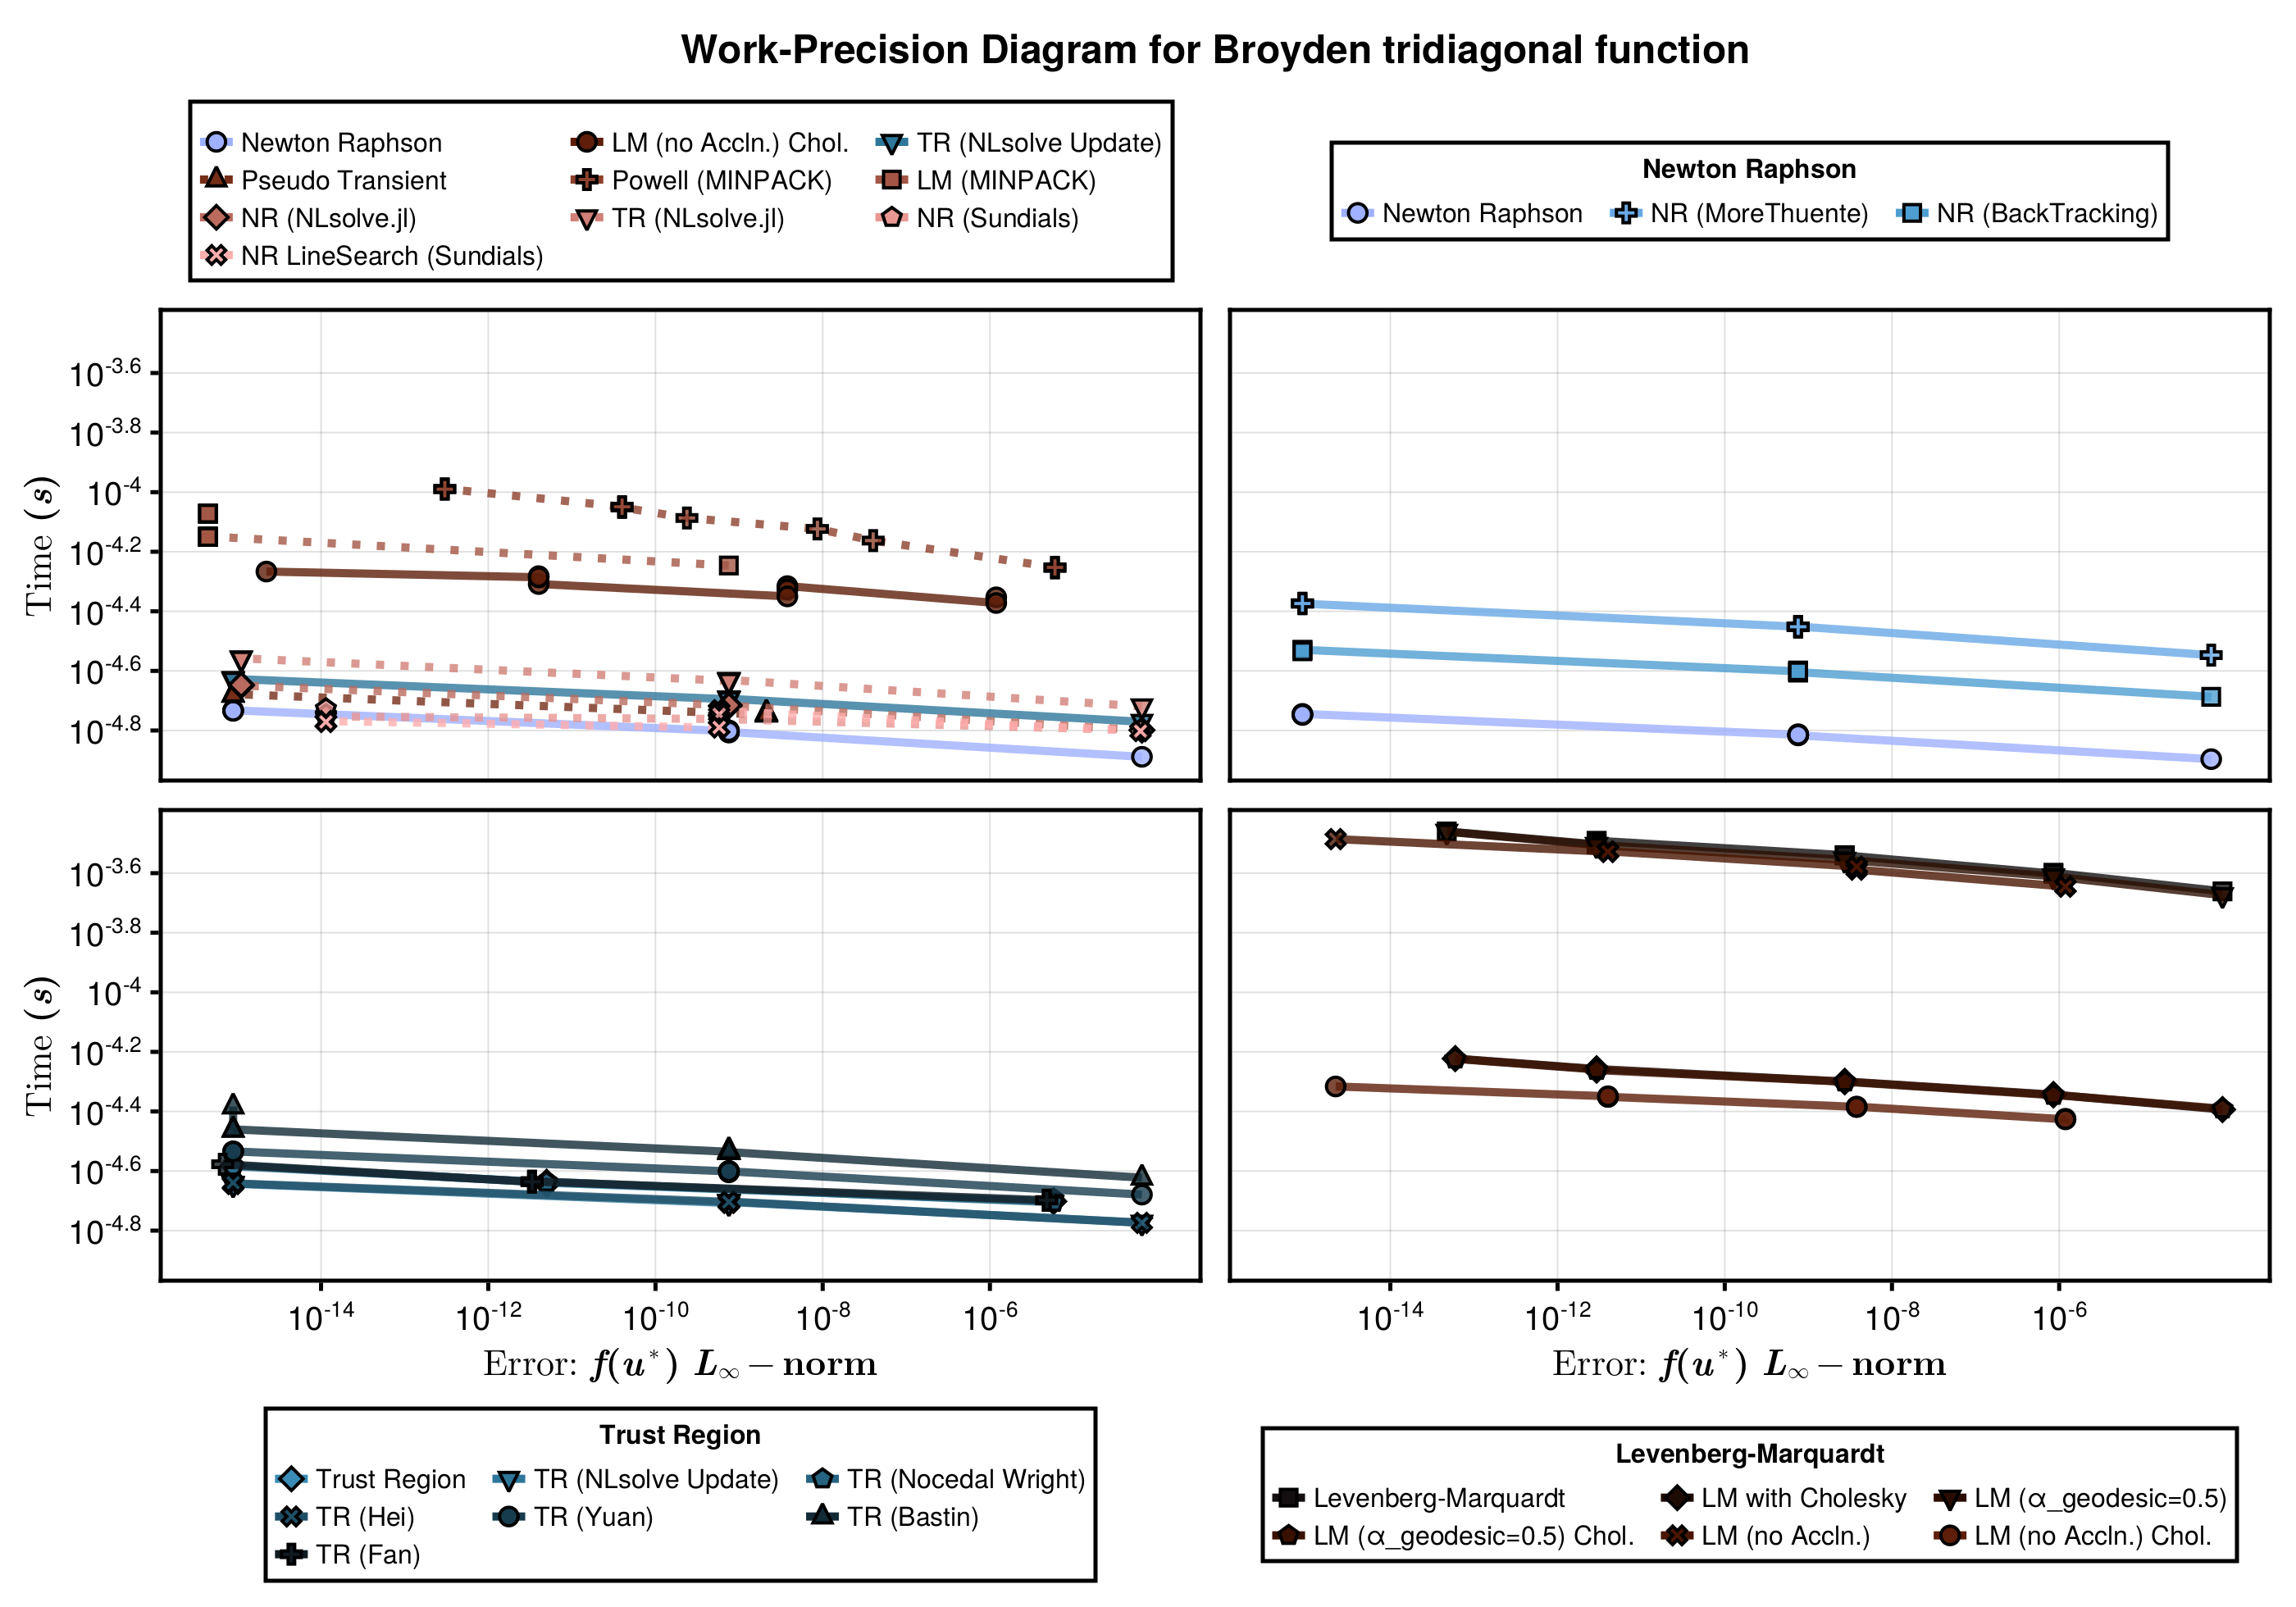 Work-Precision Diagram for Broyden tridiagonal function
Newton Raphson LM (no Accln.) Chol. TR (NLsolve Update)
Pseudo Transient Powell (MINPACK) LM (MINPACK)
NR (NLsolve.jl) TR (NLsolve.jl) NR (Sundials)
NR LineSearch (Sundials)
Newton Raphson
Newton Raphson NR (MoreThuente) NR (BackTracking)
10^-3.6
10^-3.8
10^-4
10^-4.2
10^-4.4
10^-4.6
10^-4.8
Time (s)
10^-3.6
10^-3.8
10^-4
10^-4.2
10^-4.4
10^-4.6
10^-4.8
Time (s)
10^-14 10^-12 10^-10 10^-8 10^-6
Error: f(u*) L∞ − norm
10^-14 10^-12 10^-10 10^-8 10^-6
Error: f(u*) L∞ − norm
Trust Region
Trust Region TR (NLsolve Update) TR (Nocedal Wright)
TR (Hei) TR (Yuan) TR (Bastin)
TR (Fan)
Levenberg-Marquardt
Levenberg-Marquardt LM with Cholesky LM (α_geodesic=0.5)
LM (α_geodesic=0.5) Chol. LM (no Accln.) LM (no Accln.) Chol.